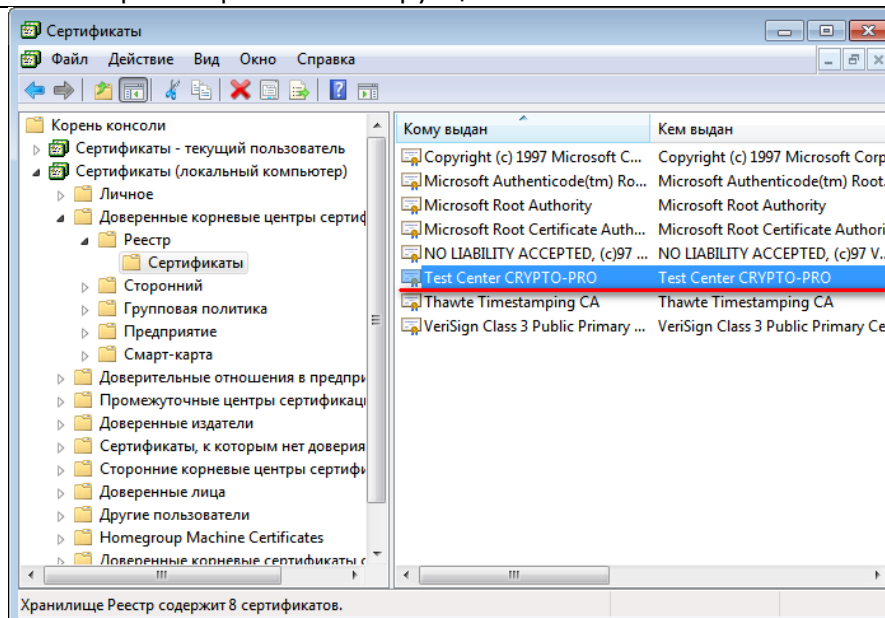 Сертификаты
Файл Действие Вид Окно Справка
Корень консоли
Сертификаты - текущий пользователь
Сертификаты (локальный компьютер)
Личное
Доверенные корневые центры сертиф
Реестр
Сертификаты
Сторонний
Групповая политика
Предприятие
Смарт-карта
Доверительные отношения в предпри
Промежуточные центры сертификац
Доверенные издатели
Сертификаты, к которым нет доверия
Сторонние корневые центры сертифи
Доверенные лица
Другие пользователи
Homegroup Machine Certificates
Доверенные корневые сертификаты с
Кому выдан Кем выдан
Copyright (c) 1997 Microsoft C... Copyright (c) 1997 Microsoft Corp
Microsoft Authenticode(tm) Ro... Microsoft Authenticode(tm) Root.
Microsoft Root Authority Microsoft Root Authority
Microsoft Root Certificate Auth... Microsoft Root Certificate Authori
NO LIABILITY ACCEPTED, (c)97 ... NO LIABILITY ACCEPTED, (c)97 V..
Test Center CRYPTO-PRO Test Center CRYPTO-PRO
Thawte Timestamping CA Thawte Timestamping CA
VeriSign Class 3 Public Primary ... VeriSign Class 3 Public Primary Ce
Хранилище Реестр содержит 8 сертификатов.